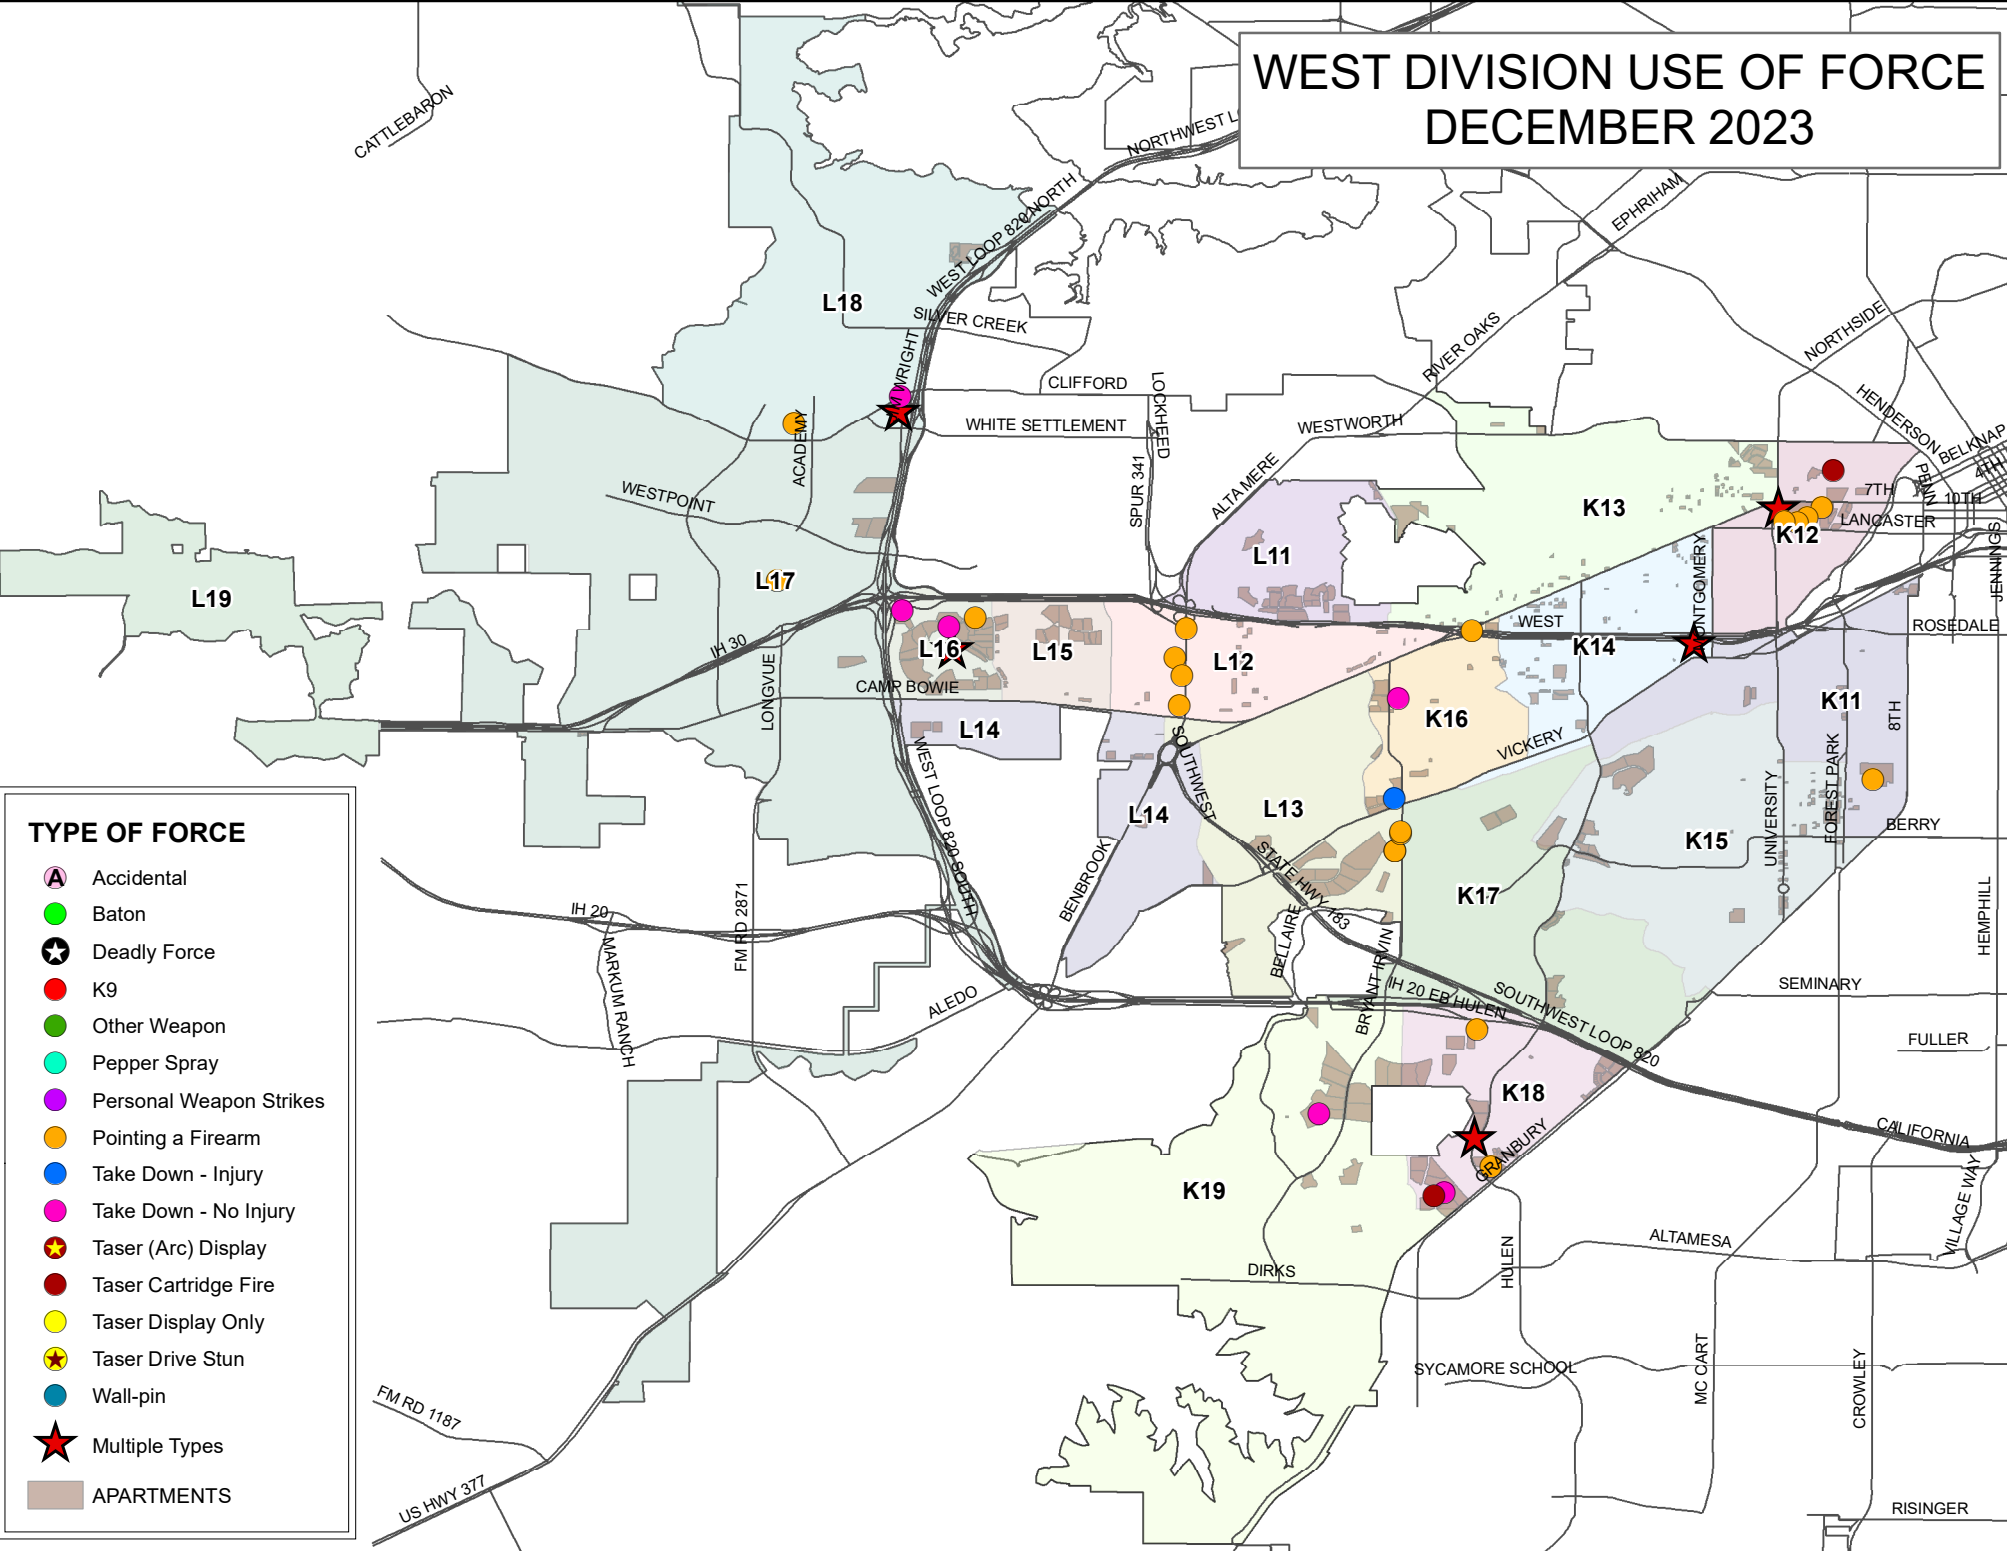 WEST DIVISION USE OF FORCE
DECEMBER 2023
CATTLEBARON
NORTHWEST L
WEST LOOP 820 NORTH
EPHRIHAM
L18
SILVER CREEK
WRIGHT
RIVER OAKS
NORTHSIDE
CLIFFORD
LOCKHEED
HENDERSON
WHITE SETTLEMENT
WESTWORTH
BELKNAP
4TH
ACADEMY
WESTPOINT
SPUR 341
ALTA MERE
K13
PENN
7TH
10TH
LANCASTER
K12
L11
MONTGOMERY
JENNINGS
L17
L19
WEST
ROSEDALE
IH 30
L16
L15
L12
K14
CAMP BOWIE
LONGVUE
L14
K16
K11
8TH
VICKERY
SOUTHWEST
WEST LOOP 820 SOUTH
L14
L13
K15
UNIVERSITY
FOREST PARK
BERRY
STATE HWY 183
BENBROOK
K17
IH 20
FM RD 2871
MARKUM RANCH
BELLAIRE
BRYANT IRVIN
HEMPHILL
ALEDO
IH 20 EB HULEN
SOUTHWEST LOOP 820
SEMINARY
FULLER
K18
CALIFORNIA
GRANBURY
K19
VILLAGE WAY
HULEN
ALTAMESA
DIRKS
SYCAMORE SCHOOL
MC CART
CROWLEY
FM RD 1187
US HWY 377
RISINGER
TYPE OF FORCE
A Accidental
Baton
Deadly Force
K9
Other Weapon
Pepper Spray
Personal Weapon Strikes
Pointing a Firearm
Take Down - Injury
Take Down - No Injury
Taser (Arc) Display
Taser Cartridge Fire
Taser Display Only
Taser Drive Stun
Wall-pin
Multiple Types
APARTMENTS